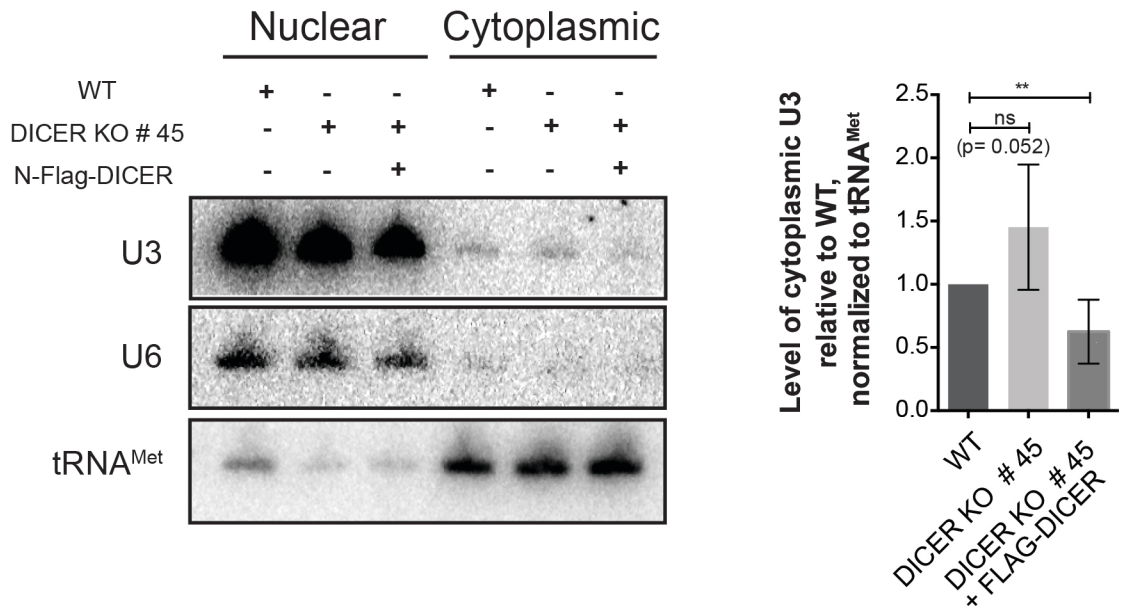 Nuclear Cytoplasmic
WT + - - + - -
DICER KO # 45 - + + - + +
N-Flag-DICER - - + - - +
U3
U6
tRNAMet
Level of cytoplasmic U3
relative to WT,
normalized to tRNAMet
2.5
2.0
1.5
1.0
0.5
0.0
**
ns
(p= 0.052)
WT
DICER KO # 45
DICER KO # 45
+ FLAG-DICER